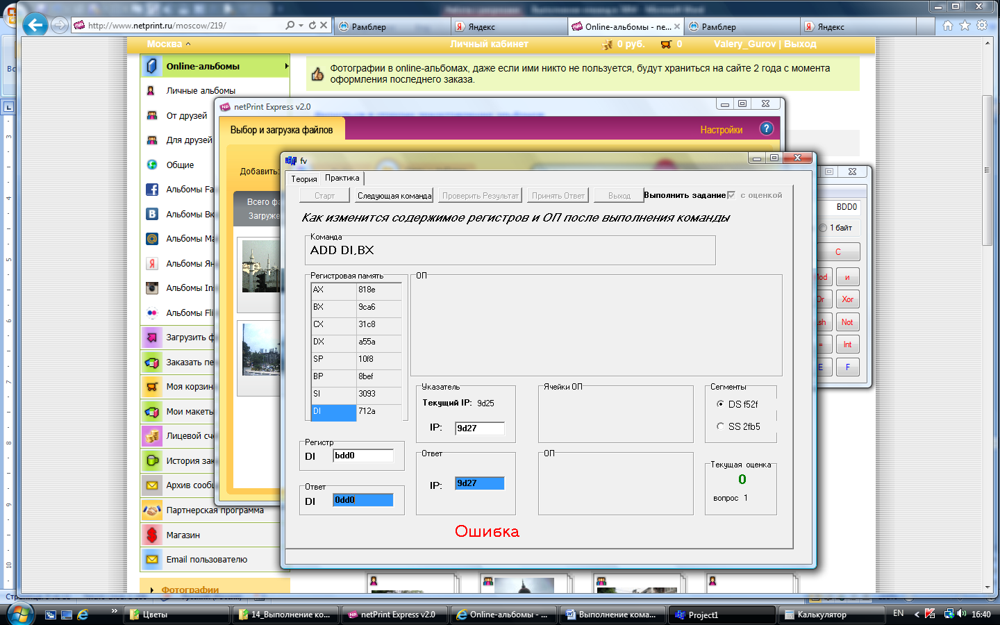 http://www.netprint.ru/moscow/219/
Рамблер
Яндекс
Online-альбомы - ne...
Рамблер
Яндекс
Москва
Личный кабинет
0 руб.
0
Valery_Gurov | Выход
Online-альбомы
Фотографии в online-альбомах, даже если ими никто не пользуется, будут храниться на сайте 2 года с момента
оформления последнего заказа.
Личные альбомы
От друзей
Для друзей
Общие
Альбомы Fa
Альбомы Вк
Альбомы Ма
Альбомы Ян
Альбомы Ins
Альбомы Fli
Загрузить ф
Заказать пе
Моя корзин
Мои макеты
Лицевой сч
История зак
Архив сооб
Партнерская программа
Магазин
Email пользователю
Фотографии
netPrint Express v2.0
Выбор и загрузка файлов
Настройки
?
Добавить:
Всего фа
Загруже
fv
Теория
Практика
Старт
Следующая команда
Проверить Результат
Принять Ответ
Выход
Выполнить задание
с оценкой
Как изменится содержимое регистров и ОП после выполнения команды
Команда
ADD DI,BX
Регистровая память
AX 818e
BX 9ca6
CX 31c8
DX a55a
SP 10f8
BP 8bef
SI 3093
DI 712a
ОП
Указатель
Текущий IP: 9d25
IP: 9d27
Ячейки ОП
Сегменты
DS f52f
SS 2fb5
Регистр
DI bdd0
Ответ
DI 0dd0
Ответ
IP: 9d27
ОП
Текущая оценка
0
вопрос 1
Ошибка
BDD0
1 байт
C
Mod
и
Or
Xor
Lsh
Not
=
Int
E
F
Цветы
14_Выполнение ко...
netPrint Express v2.0
Online-альбомы - ...
Выполнение кома...
Project1
Калькулятор
EN
16:40